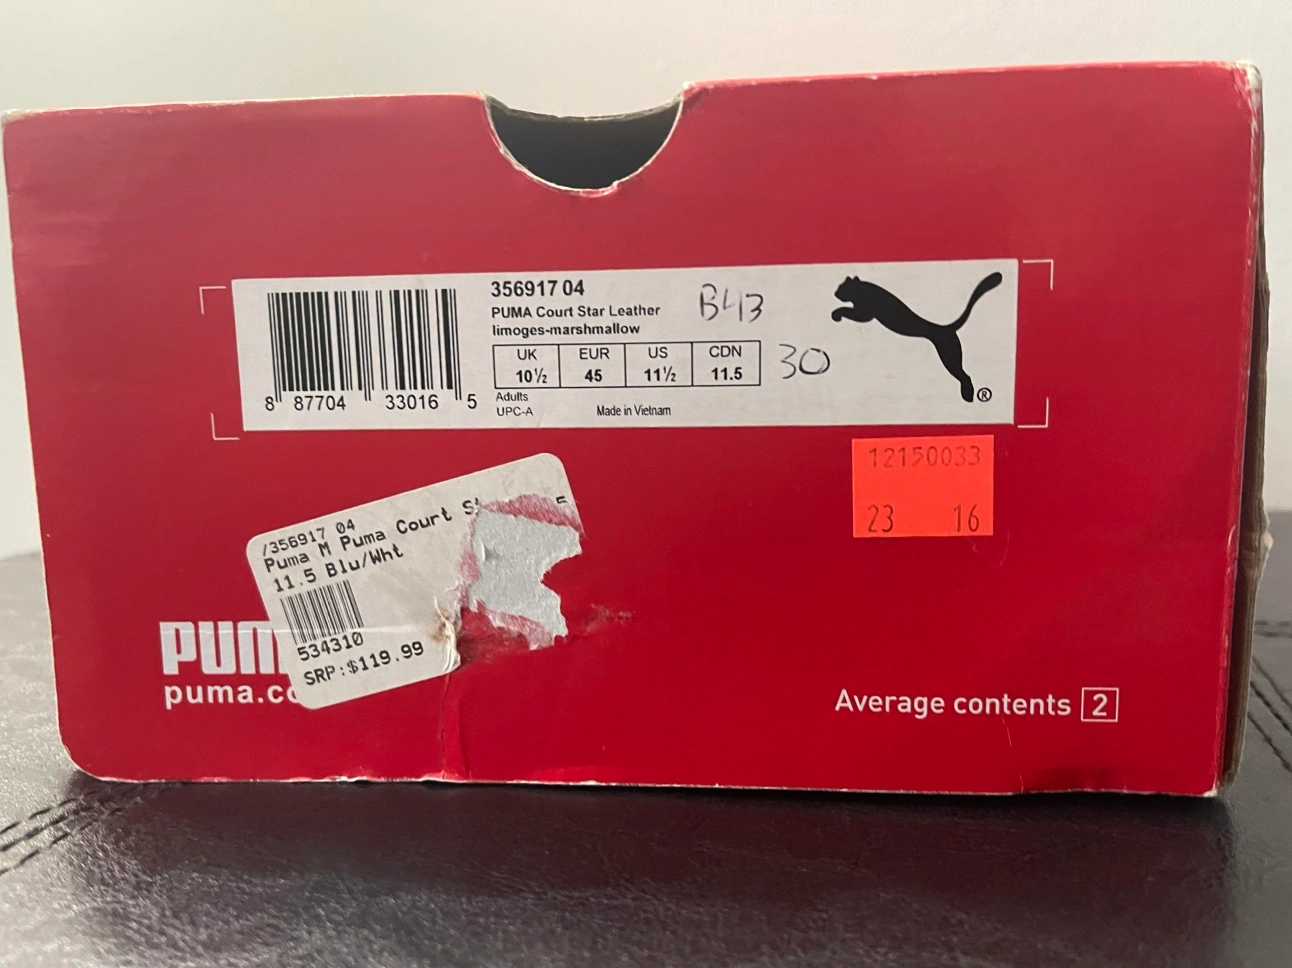 356917 04
PUMA Court Star Leather
limoges-marshmallow
B43
UK EUR US CDN
10½ 45 11½ 11.5
30
8 87704 33016 5
Adults
UPC-A
Made in Vietnam
®
12150033
23 16
/356917 04
Puma M Puma Court
11.5 Blu/Wht
534310
SRP:$119.99
puma.co
Average contents 2